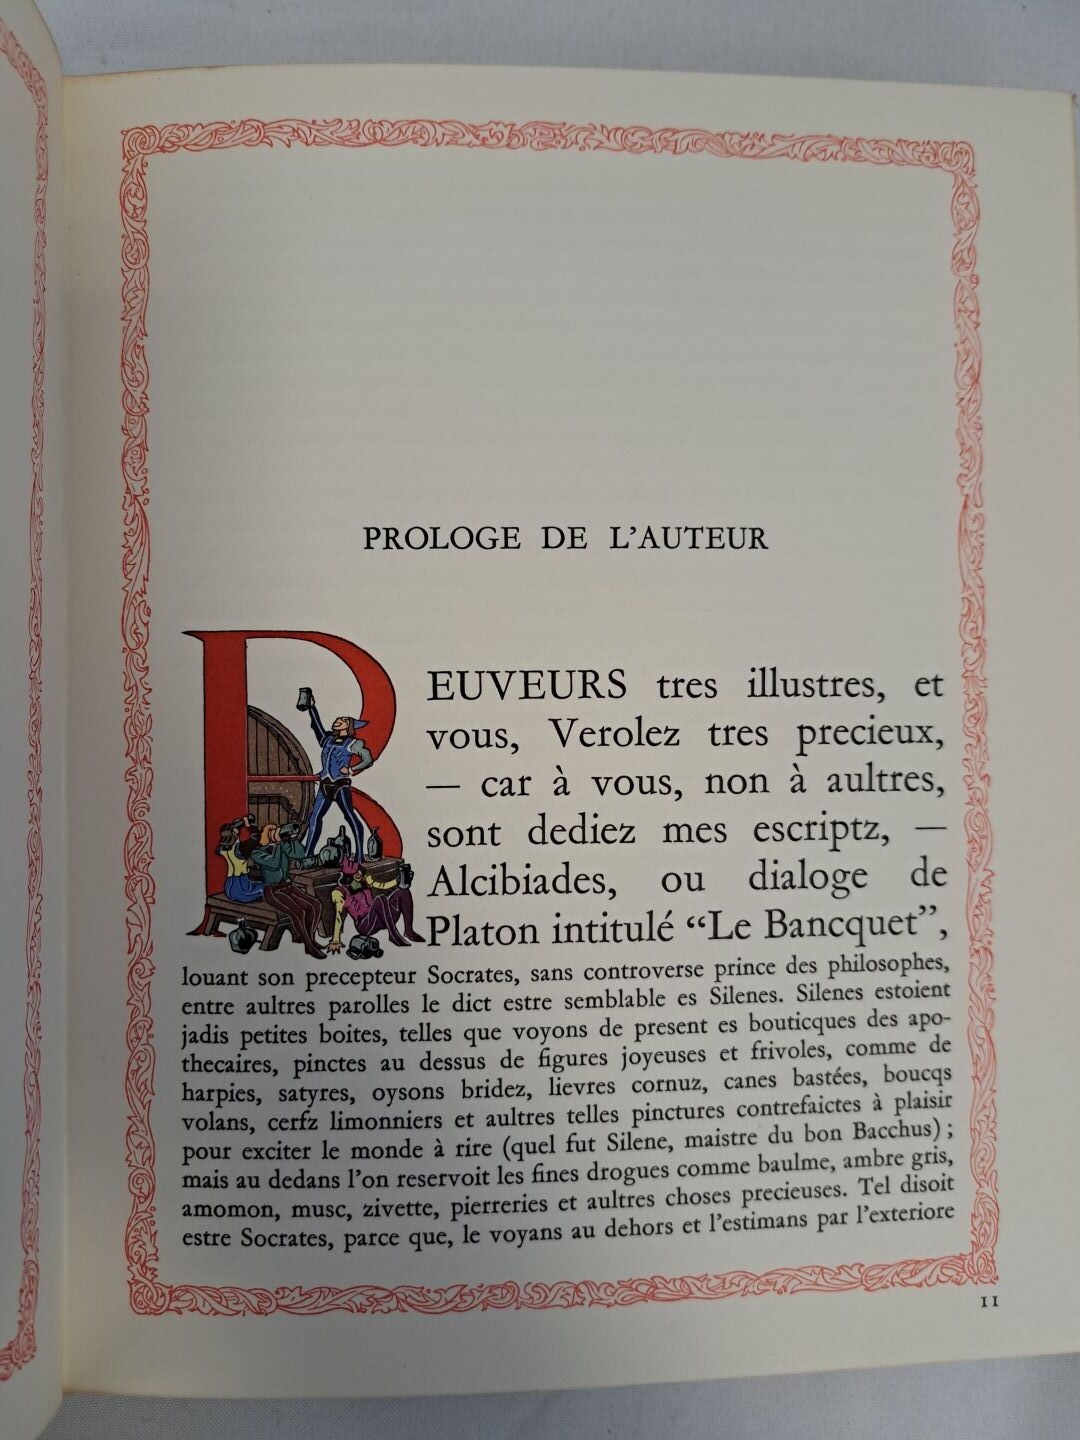 PROLOGE DE L'AUTEUR
BEUVEURS tres illustres, et
vous, Verolez tres precieux,
— car à vous, non à aultres,
sont dediez mes escriptz, —
Alcibiades, ou dialoge de
Platon intitulé “Le Bancquet”,
louant son precepteur Socrates, sans controverse prince des philosophes,
entre aultres parolles le dict estre semblable es Silenes. Silenes estoient
jadis petites boites, telles que voyons de present es bouticques des apo-
thecaires, pinctes au dessus de figures joyeuses et frivoles, comme de
harpies, satyres, oysons bridez, lievres cornuz, canes bastées, boucqs
volans, cerfz limonniers et aultres telles pinctures contrefaictes à plaisir
pour exciter le monde à rire (quel fut Silene, maistre du bon Bacchus) ;
mais au dedans l'on reservoit les fines drogues comme baulme, ambre gris,
amomon, musc, zivette, pierreries et aultres choses precieuses. Tel disoit
estre Socrates, parce que, le voyans au dehors et l'estimans par l'exteriore
11